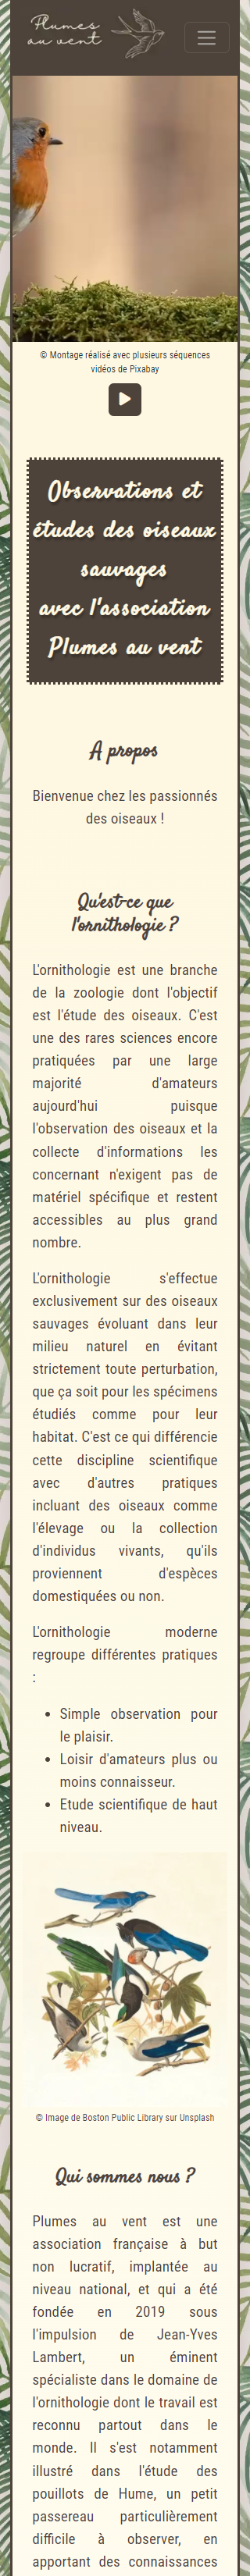 Plumes
au vent
© Montage réalisé avec plusieurs séquences
vidéos de Pixabay
Observations et
études des oiseaux
sauvages
avec l'association
Plumes au vent
A propos
Bienvenue chez les passionnés
des oiseaux !
Qu'est-ce que
l'ornithologie ?
L'ornithologie est une branche
de la zoologie dont l'objectif
est l'étude des oiseaux. C'est
une des rares sciences encore
pratiquées par une large
majorité d'amateurs
aujourd'hui puisque
l'observation des oiseaux et la
collecte d'informations les
concernant n'exigent pas de
matériel spécifique et restent
accessibles au plus grand
nombre.
L'ornithologie s'effectue
exclusivement sur des oiseaux
sauvages évoluant dans leur
milieu naturel en évitant
strictement toute perturbation,
que ça soit pour les spécimens
étudiés comme pour leur
habitat. C'est ce qui différencie
cette discipline scientifique
avec d'autres pratiques
incluant des oiseaux comme
l'élevage ou la collection
d'individus vivants, qu'ils
proviennent d'espèces
domestiquées ou non.
L'ornithologie moderne
regroupe différentes pratiques
:
• Simple observation pour
le plaisir.
• Loisir d'amateurs plus ou
moins connaisseur.
• Etude scientifique de haut
niveau.
© Image de Boston Public Library sur Unsplash
Qui sommes nous ?
Plumes au vent est une
association française à but
non lucratif, implantée au
niveau national, et qui a été
fondée en 2019 sous
l'impulsion de Jean-Yves
Lambert, un éminent
spécialiste dans le domaine de
l'ornithologie dont le travail est
reconnu partout dans le
monde. Il s'est notamment
illustré dans l'étude des
pouillots de Hume, un petit
passereau particulièrement
difficile à observer, en
apportant des connaissances